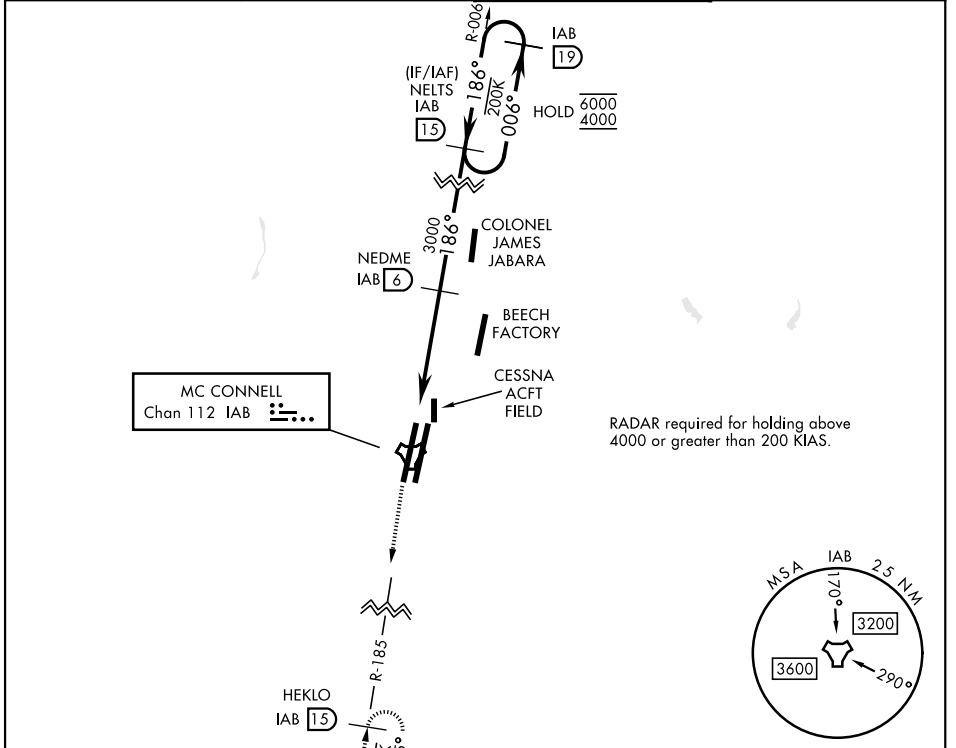 R-006
IAB
19
(IF/IAF)
NELTS
IAB
15
186°
200K
006°
HOLD 6000
4000
3000
186°
COLONEL
JAMES
JABARA
NEDME
IAB 6
BEECH
FACTORY
CESSNA
ACFT
FIELD
MC CONNELL
Chan 112 IAB
RADAR required for holding above
4000 or greater than 200 KIAS.
R-185
HEKLO
IAB 15
MSA IAB 25 NM
170°
3200
3600
290°